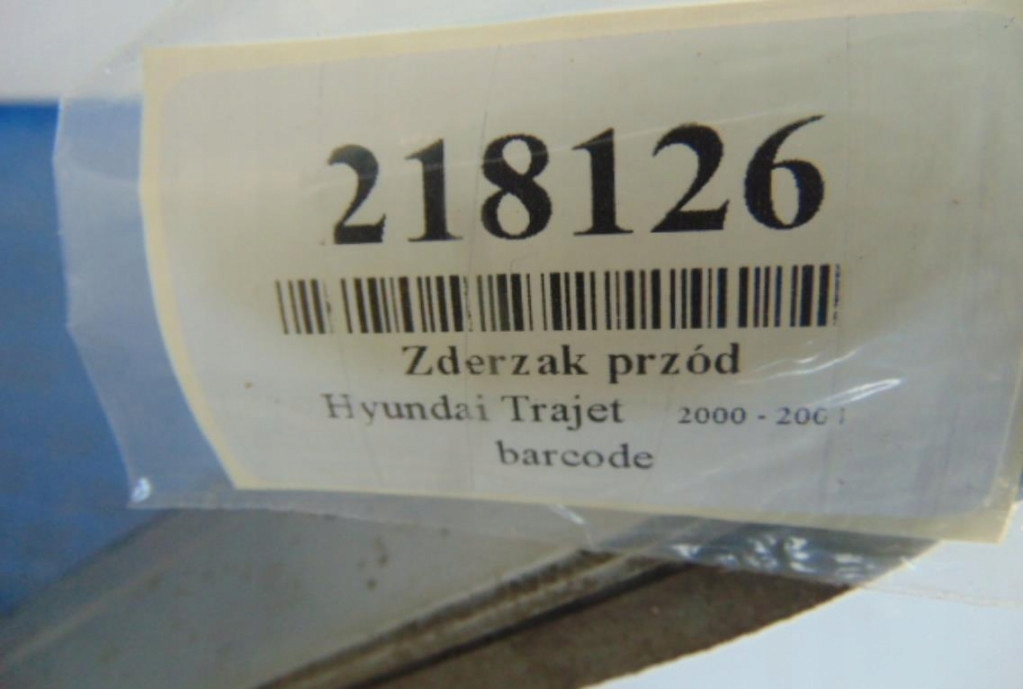 218126
Zderzak przód
Hyundai Trajet 2000 -
barcode